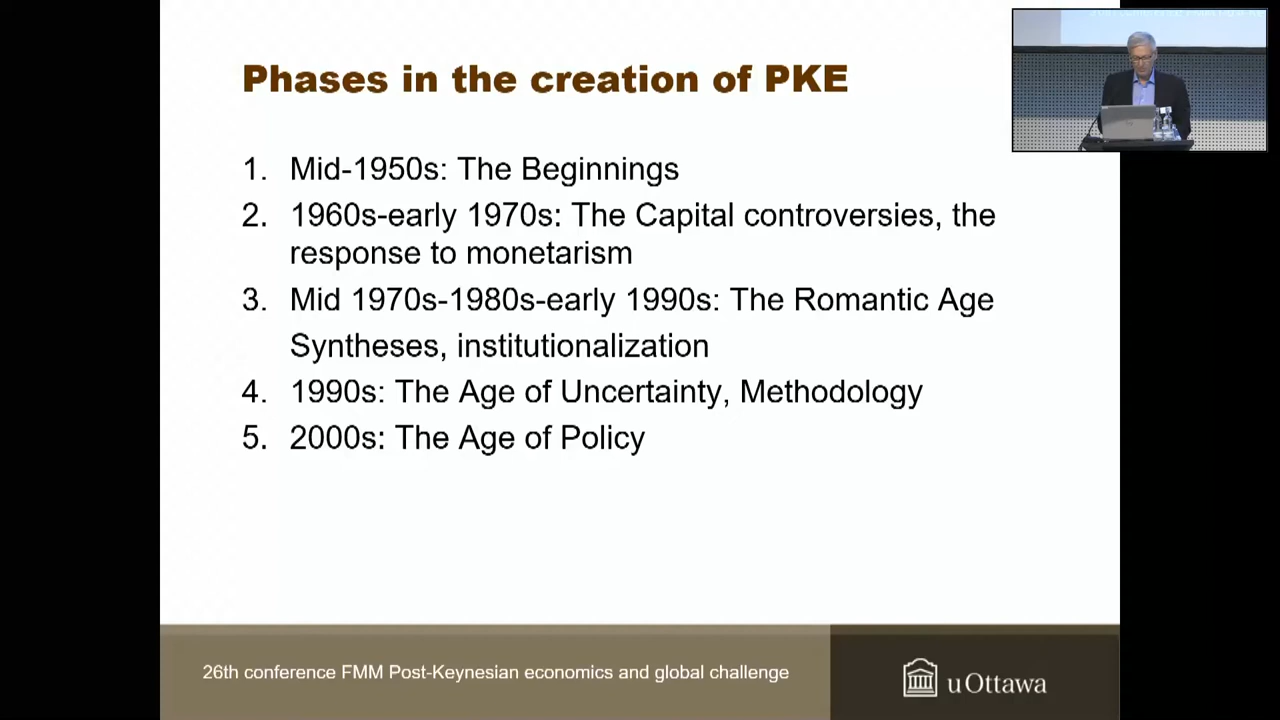 Phases in the creation of PKE
1. Mid-1950s: The Beginnings
2. 1960s-early 1970s: The Capital controversies, the
response to monetarism
3. Mid 1970s-1980s-early 1990s: The Romantic Age
Syntheses, institutionalization
4. 1990s: The Age of Uncertainty, Methodology
5. 2000s: The Age of Policy
26th conference FMM Post-Keynesian economics and global challenge
uOttawa